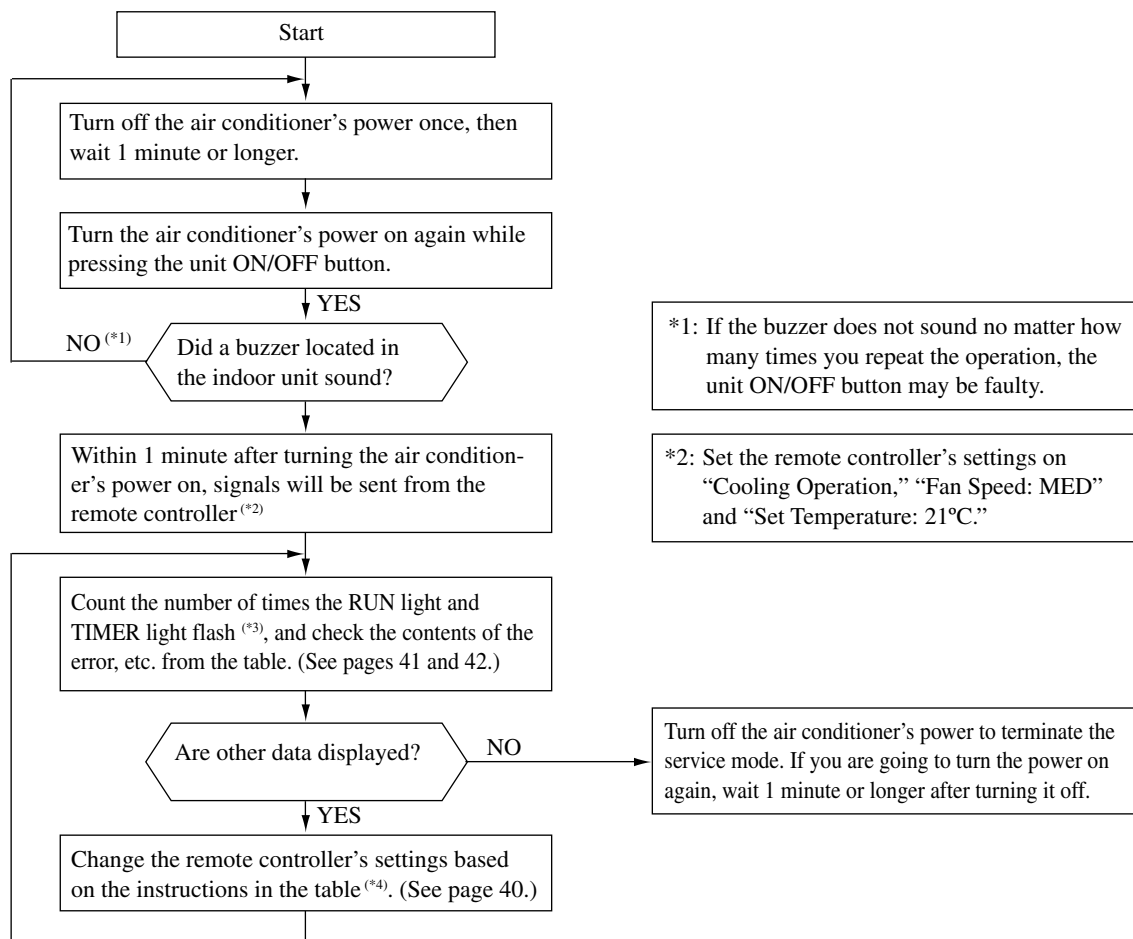 Start
Turn off the air conditioner's power once, then
wait 1 minute or longer.
Turn the air conditioner's power on again while
pressing the unit ON/OFF button.
YES
NO (*1)
Did a buzzer located in
the indoor unit sound?
*1: If the buzzer does not sound no matter how
many times you repeat the operation, the
unit ON/OFF button may be faulty.
Within 1 minute after turning the air condition-
er's power on, signals will be sent from the
remote controller (*2)
*2: Set the remote controller's settings on
“Cooling Operation,” “Fan Speed: MED”
and “Set Temperature: 21ºC.”
Count the number of times the RUN light and
TIMER light flash (*3), and check the contents of the
error, etc. from the table. (See pages 41 and 42.)
Are other data displayed?
NO
Turn off the air conditioner's power to terminate the
service mode. If you are going to turn the power on
again, wait 1 minute or longer after turning it off.
YES
Change the remote controller's settings based
on the instructions in the table (*4). (See page 40.)